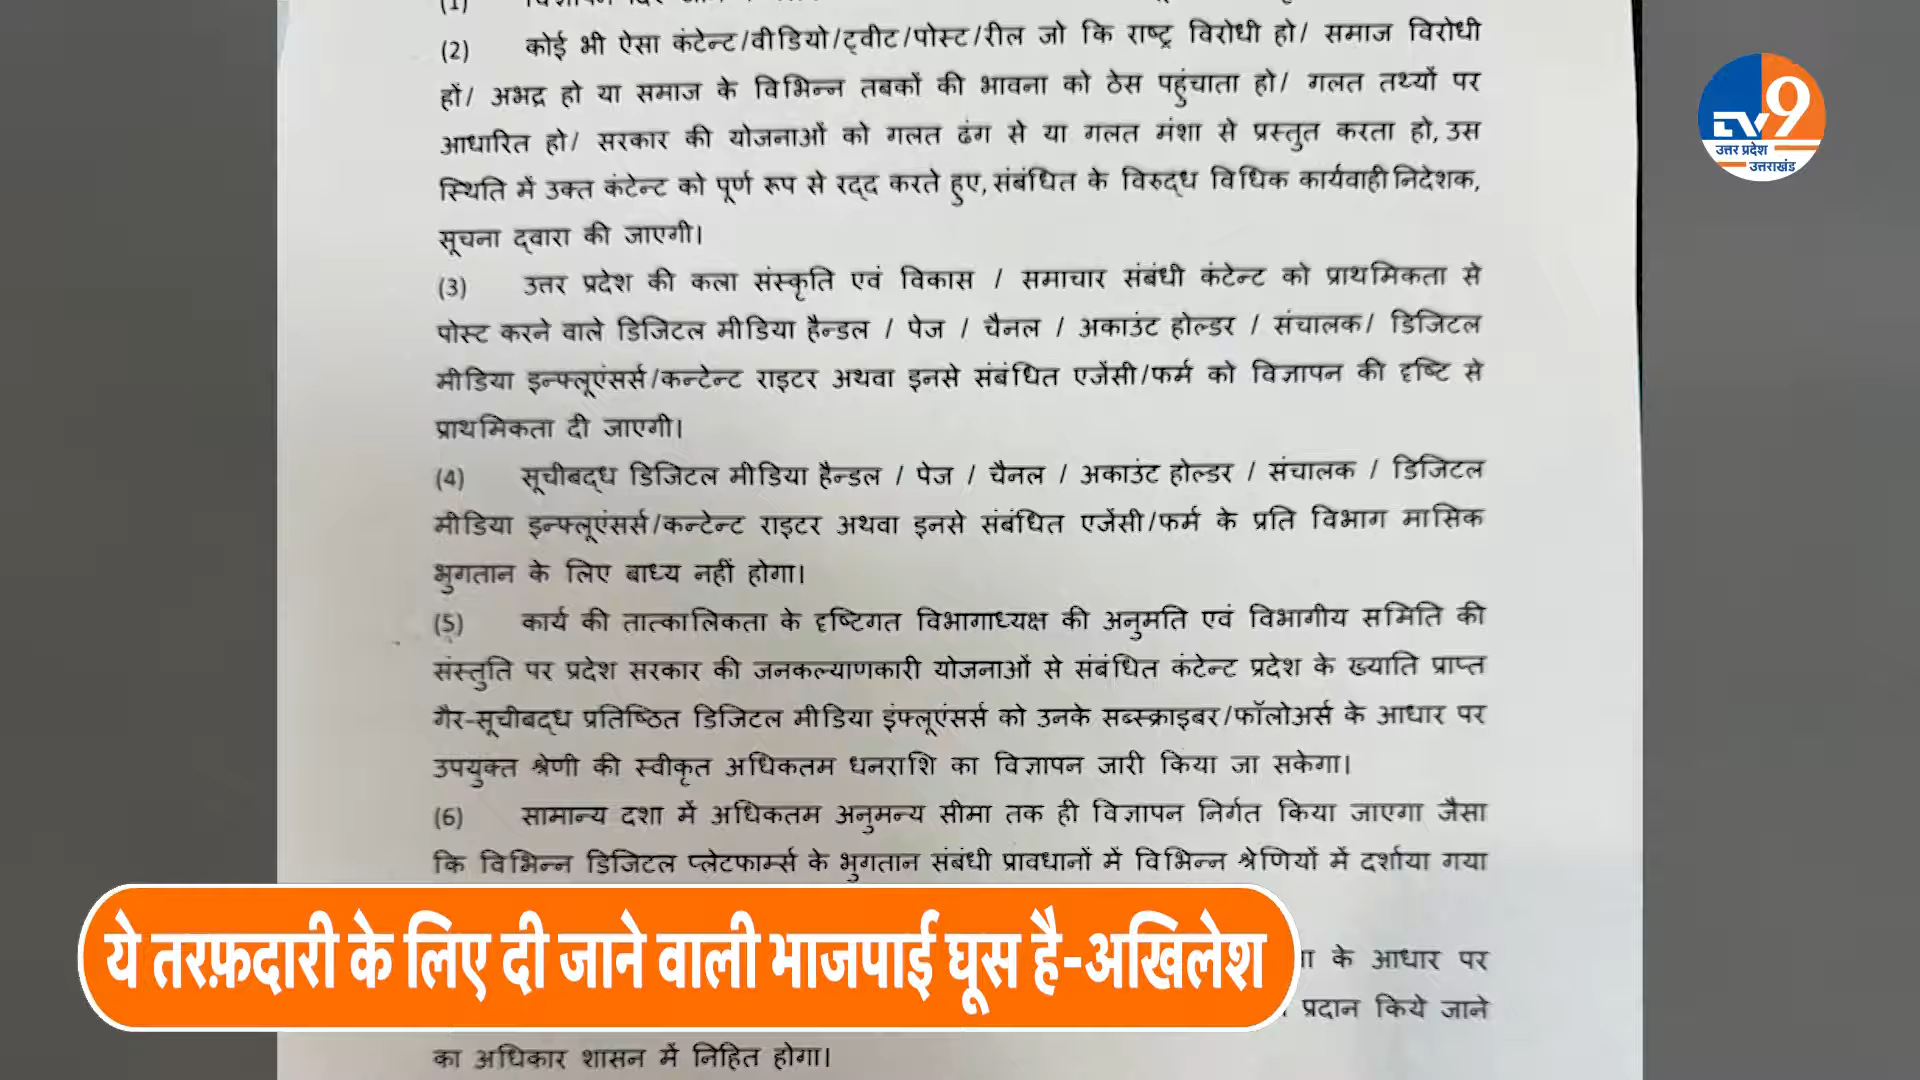 (2) कोई भी ऐसा कंटेन्ट/वीडियो/ट्वीट/पोस्ट/रील जो कि राष्ट्र विरोधी हो/ समाज विरोधी
हों/ अभद्र हो या समाज के विभिन्न तबकों की भावना को ठेस पहुंचाता हो/ गलत तथ्यों पर
आधारित हो/ सरकार की योजनाओं को गलत ढंग से या गलत मंशा से प्रस्तुत करता हो, उस
स्थिति में उक्त कंटेन्ट को पूर्ण रूप से रद्द करते हुए, संबंधित के विरुद्ध विधिक कार्यवाही निदेशक,
सूचना द्वारा की जाएगी।
(3) उत्तर प्रदेश की कला संस्कृति एवं विकास / समाचार संबंधी कंटेन्ट को प्राथमिकता से
पोस्ट करने वाले डिजिटल मीडिया हैन्डल / पेज / चैनल / अकाउंट होल्डर / संचालक/ डिजिटल
मीडिया इन्फ्लूएंसर्स/कन्टेन्ट राइटर अथवा इनसे संबंधित एजेंसी/फर्म को विज्ञापन की दृष्टि से
प्राथमिकता दी जाएगी।
(4) सूचीबद्ध डिजिटल मीडिया हैन्डल / पेज / चैनल / अकाउंट होल्डर / संचालक / डिजिटल
मीडिया इन्फ्लूएंसर्स/कन्टेन्ट राइटर अथवा इनसे संबंधित एजेंसी/फर्म के प्रति विभाग मासिक
भुगतान के लिए बाध्य नहीं होगा।
(5) कार्य की तात्कालिकता के दृष्टिगत विभागाध्यक्ष की अनुमति एवं विभागीय समिति की
संस्तुति पर प्रदेश सरकार की जनकल्याणकारी योजनाओं से संबंधित कंटेन्ट प्रदेश के ख्याति प्राप्त
गैर-सूचीबद्ध प्रतिष्ठित डिजिटल मीडिया इंफ्लूएंसर्स को उनके सब्स्क्राइबर/फॉलोअर्स के आधार पर
उपयुक्त श्रेणी की स्वीकृत अधिकतम धनराशि का विज्ञापन जारी किया जा सकेगा।
(6) सामान्य दशा में अधिकतम अनुमन्य सीमा तक ही विज्ञापन निर्गत किया जाएगा जैसा
कि विभिन्न डिजिटल प्लेटफार्म्स के भुगतान संबंधी प्रावधानों में विभिन्न श्रेणियों में दर्शाया गया
के आधार पर
प्रदान किये जाने
का अधिकार शासन में निहित होगा।
ये तरफ़दारी के लिए दी जाने वाली भाजपाई घूस है-अखिलेश
TV9
उत्तर प्रदेश
उत्तराखंड